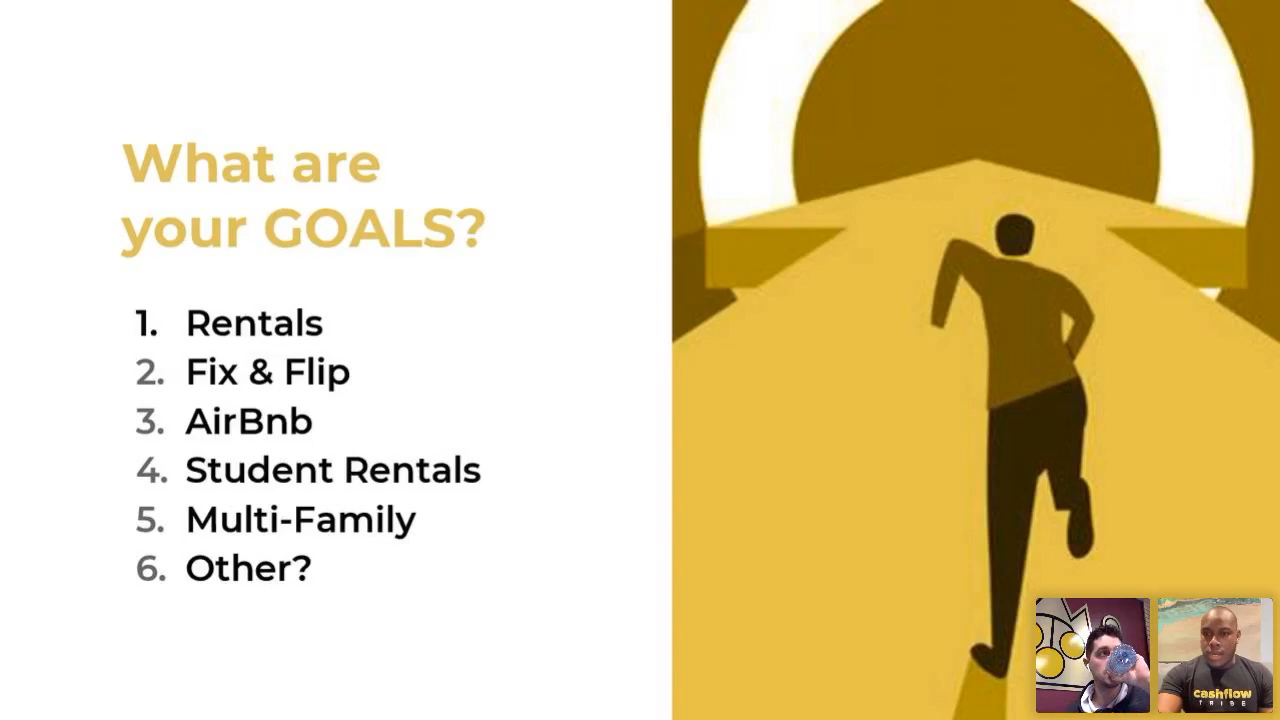 What are
your GOALS?
1. Rentals
2. Fix & Flip
3. AirBnb
4. Student Rentals
5. Multi-Family
6. Other?
cashflow
TRIBE